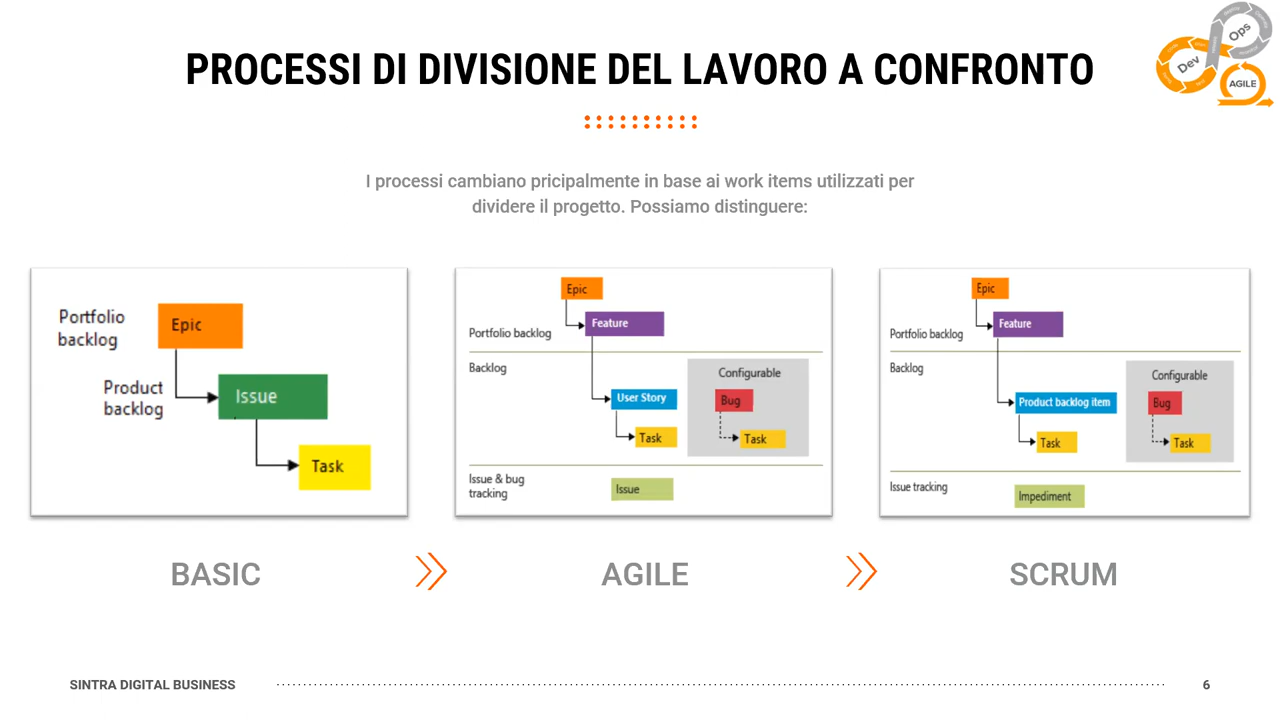 PROCESSI DI DIVISIONE DEL LAVORO A CONFRONTO
Dev
Ops
AGILE
I processi cambiano pricipalmente in base ai work items utilizzati per
dividere il progetto. Possiamo distinguere:
Portfolio
backlog
Epic
Product
backlog
Issue
Task
Epic
Feature
Portfolio backlog
Backlog
Configurable
User Story
Bug
Task
Task
Issue & bug
tracking
Issue
Epic
Feature
Portfolio backlog
Backlog
Configurable
Product backlog item
Bug
Task
Task
Issue tracking
Impediment
BASIC
AGILE
SCRUM
SINTRA DIGITAL BUSINESS
6